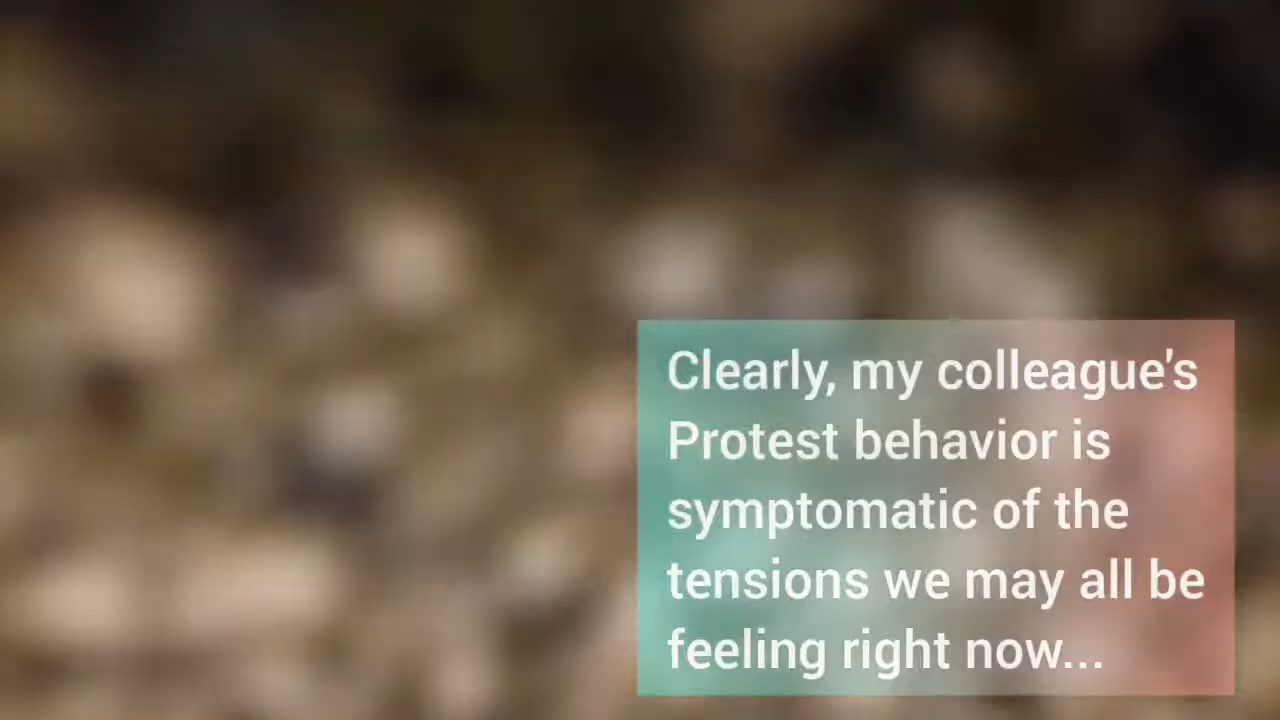 Clearly, my colleague's
Protest behavior is
symptomatic of the
tensions we may all be
feeling right now...